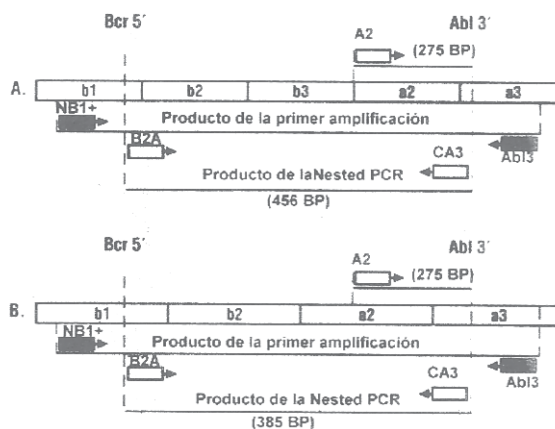 Bcr 5´ Abl 3´
A2
(275 BP)
A. b1 b2 b3 a2 a3
NB1+ Producto de la primer amplificación
B2A CA3 Abl3
Producto de laNested PCR
(456 BP)
Bcr 5´ Abl 3´
A2
(275 BP)
B. b1 b2 a2 a3
NB1+ Producto de la primer amplificación
B2A CA3 Abl3
Producto de la Nested PCR
(385 BP)